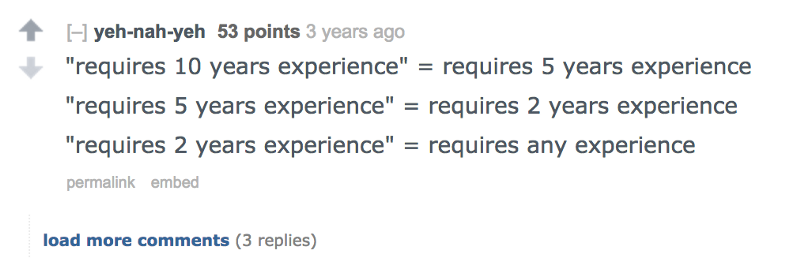 [–] yeh-nah-yeh 53 points 3 years ago
"requires 10 years experience" = requires 5 years experience
"requires 5 years experience" = requires 2 years experience
"requires 2 years experience" = requires any experience
permalink embed
load more comments (3 replies)